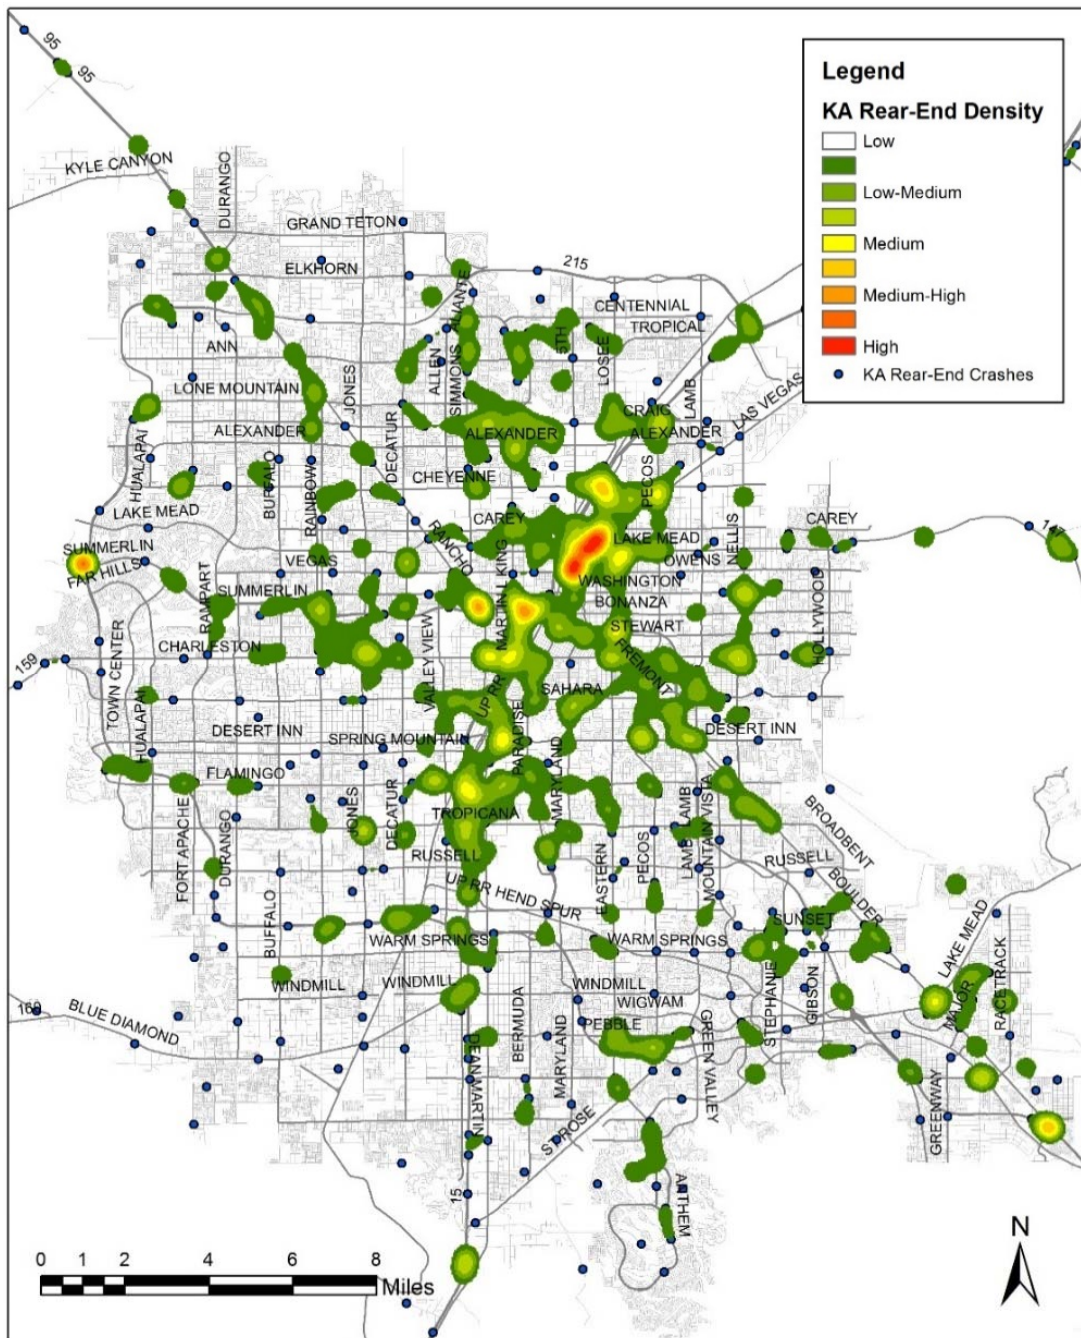 95
95
Legend
KA Rear-End Density
Low
Low-Medium
Medium
Medium-High
High
KA Rear-End Crashes
KYLE CANYON
DURANGO
GRAND TETON
ELKHORN
215
ALIANTE
CENTENNIAL
TROPICAL
5TH
LOSEE
ANN
ALLEN
SIMMONS
LONE MOUNTAIN
JONES
LAMB
LAS VEGAS
DECATUR
CRAIG
ALEXANDER
ALEXANDER
ALEXANDER
HUALAPAI
BUFFALO
RAINBOW
CHEYENNE
PECOS
LAKE MEAD
RANCHO
CAREY
NELLIS
CAREY
147
SUMMERLIN
FAR HILLS
VEGAS
LAKE MEAD
OWENS
MARTIN L KING
WASHINGTON
SUMMERLIN
RAMPART
BONANZA
HOLLYWOOD
STEWART
CHARLESTON
VALLEY VIEW
FREMONT
159
TOWN CENTER
UP RR
SAHARA
HUALAPAI
DESERT INN
DESERT INN
SPRING MOUNTAIN
PARADISE
FLAMINGO
MARYLAND
MOUNTAIN VISTA
LAMB
JONES
DECATUR
TROPICANA
BROADBENT
FORT APACHE
DURANGO
RUSSELL
EASTERN
PECOS
LAMB
RUSSELL
BOULDER
UP RR HEND SPUR
BUFFALO
SUNSET
LAKE MEAD
WARM SPRINGS
WARM SPRINGS
RACETRACK
WINDMILL
WINDMILL
WINDMILL
STEPHANIE
GIBSON
MAJOR
WIGWAM
160
BLUE DIAMOND
BERMUDA
PEBBLE
MARYLAND
GREEN VALLEY
DEAN MARTIN
GREENWAY
ST ROSE
15
ANTHEM
N
0 1 2 4 6 8
Miles